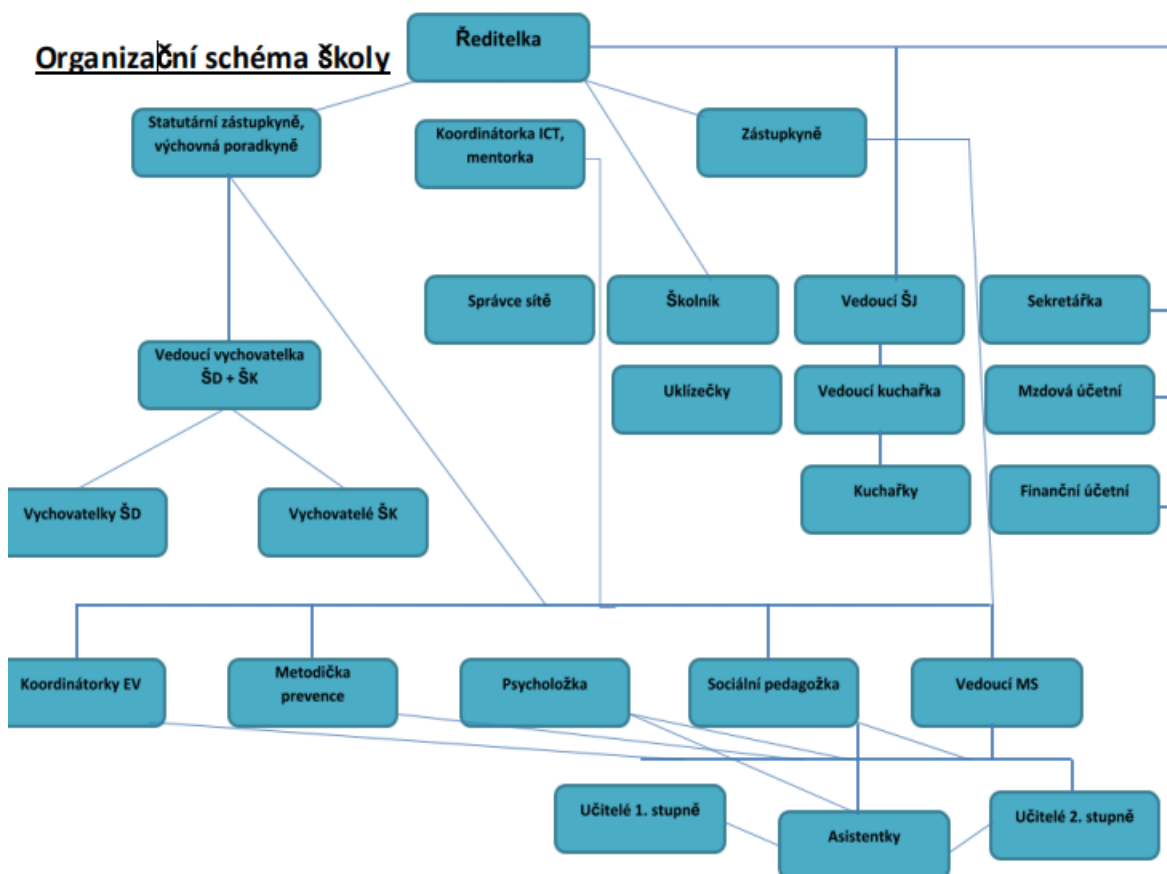 Organizační schéma školy
Ředitelka
Statutární zástupkyně,
výchovná poradkyně
Koordinátorka ICT,
mentorka
Zástupkyně
Správce sítě
Školník
Vedoucí ŠJ
Sekretářka
Vedoucí vychovatelka
ŠD + ŠK
Uklízečky
Vedoucí kuchařka
Mzdová účetní
Vychovatelky ŠD
Vychovatelé ŠK
Kuchařky
Finanční účetní
Koordinátorky EV
Metodička
prevence
Psycholožka
Sociální pedagožka
Vedoucí MS
Učitelé 1. stupně
Asistentky
Učitelé 2. stupně